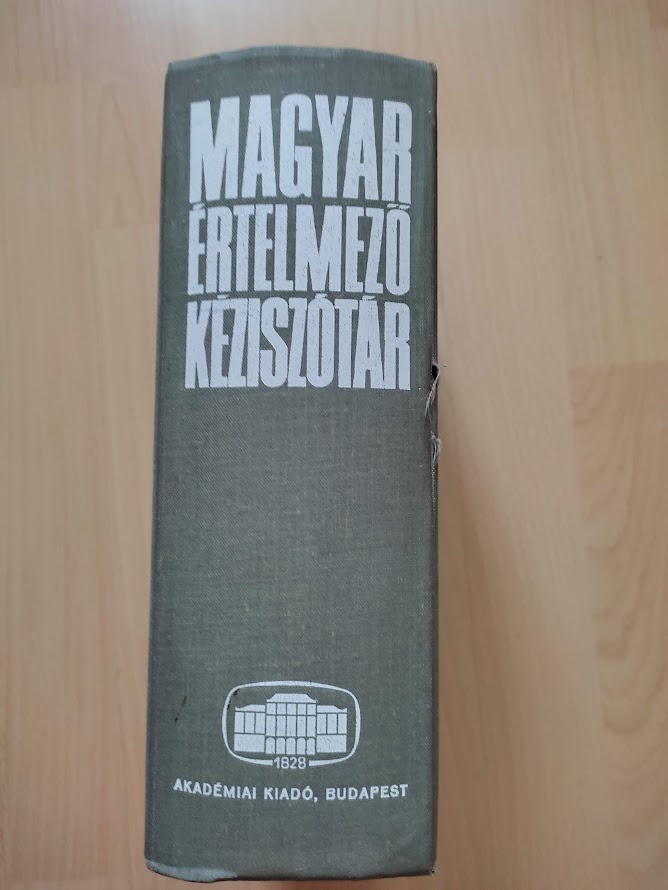 MAGYAR
ÉRTELMEZŐ
KÉZISZÓTÁR
1828
AKADÉMIAI KIADÓ, BUDAPEST